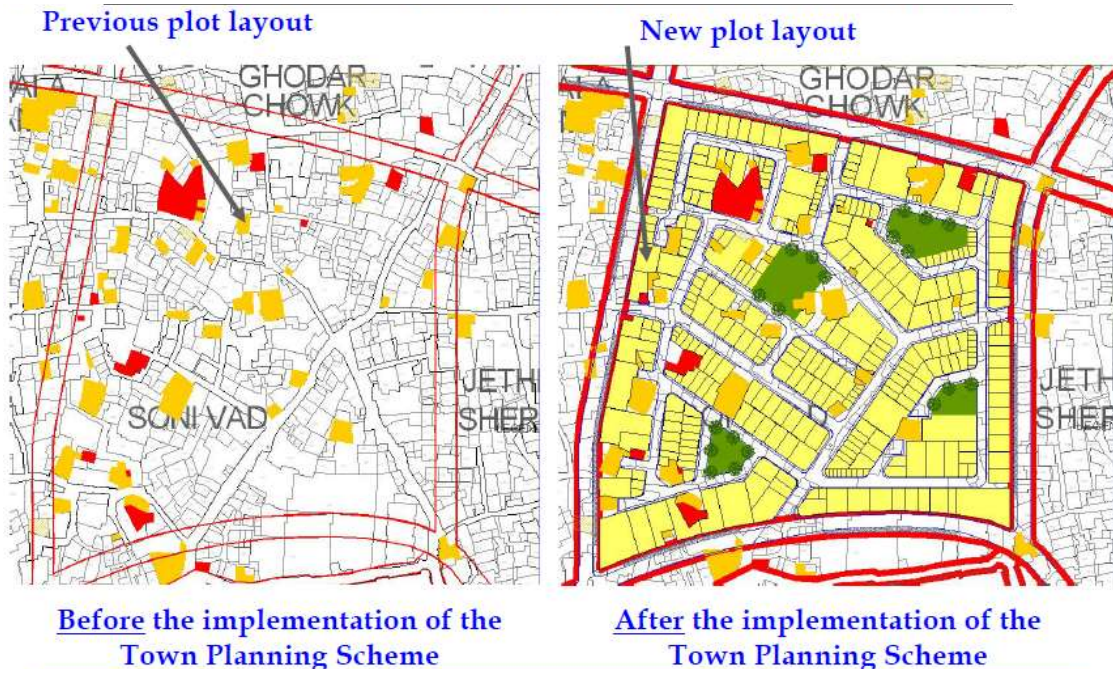 Previous plot layout
New plot layout
GHODAR
CHOWK
SONI VAD
JETHI
SHER
GHODAR
CHOWK
D
JETH
SHER
Before the implementation of the
Town Planning Scheme
After the implementation of the
Town Planning Scheme